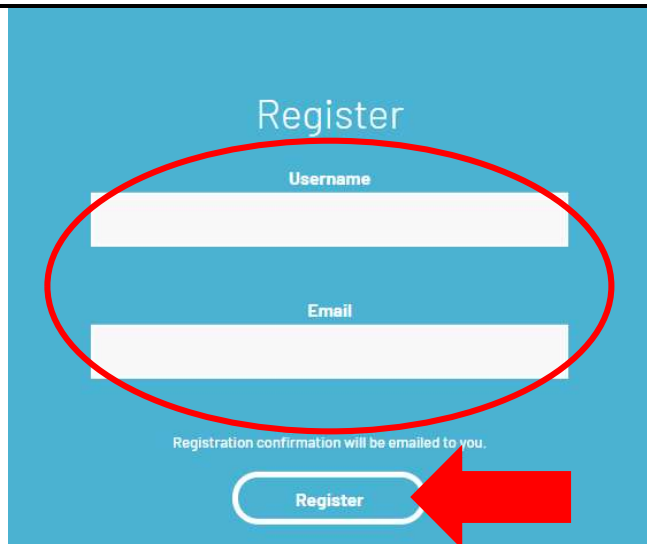 Register
Username
Email
Registration confirmation will be emailed to you.
Register